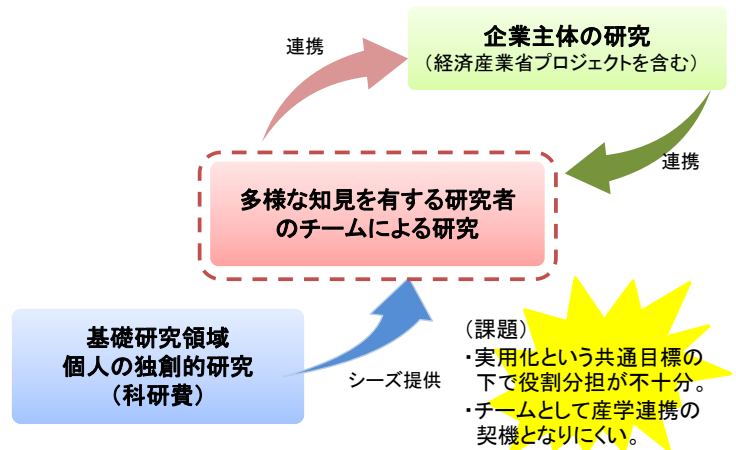 連携
企業主体の研究
（経済産業省プロジェクトを含む）
連携
多様な知見を有する研究者
のチームによる研究
基礎研究領域
個人の独創的研究
（科研費）
シーズ提供
（課題）
・実用化という共通目標の
下で役割分担が不十分。
・チームとして産学連携の
契機となりにくい。